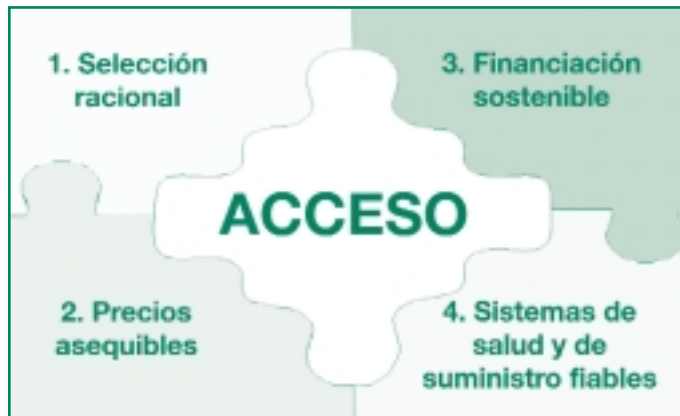 1. Selección
racional
3. Financiación
sostenible
ACCESO
2. Precios
asequibles
4. Sistemas de
salud y de
suministro fiables